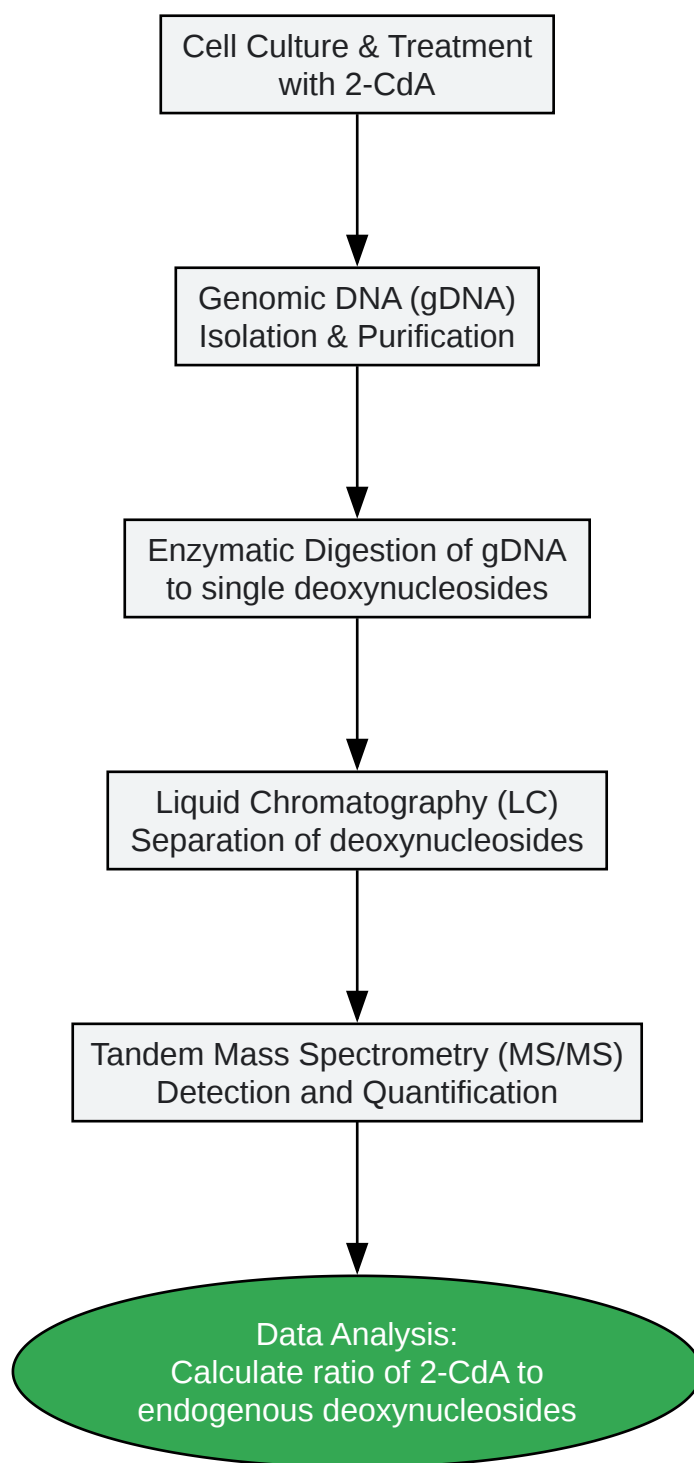 Cell Culture & Treatment
with 2-CdA
Genomic DNA (gDNA)
Isolation & Purification
Enzymatic Digestion of gDNA
to single deoxynucleosides
Liquid Chromatography (LC)
Separation of deoxynucleosides
Tandem Mass Spectrometry (MS/MS)
Detection and Quantification
Data Analysis:
Calculate ratio of 2-CdA to
endogenous deoxynucleosides